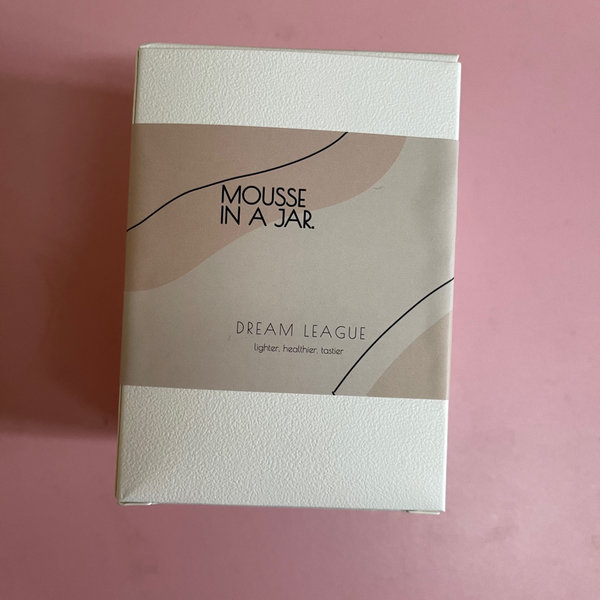 MOUSSE
IN A JAR.
DREAM LEAGUE
lighter, healthier, tastier